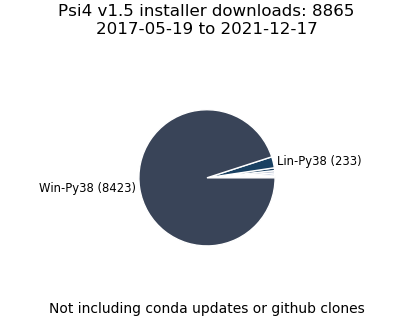 Psi4 v1.5 installer downloads: 8865
2017-05-19 to 2021-12-17
Lin-Py38 (233)
Win-Py38 (8423)
Not including conda updates or github clones